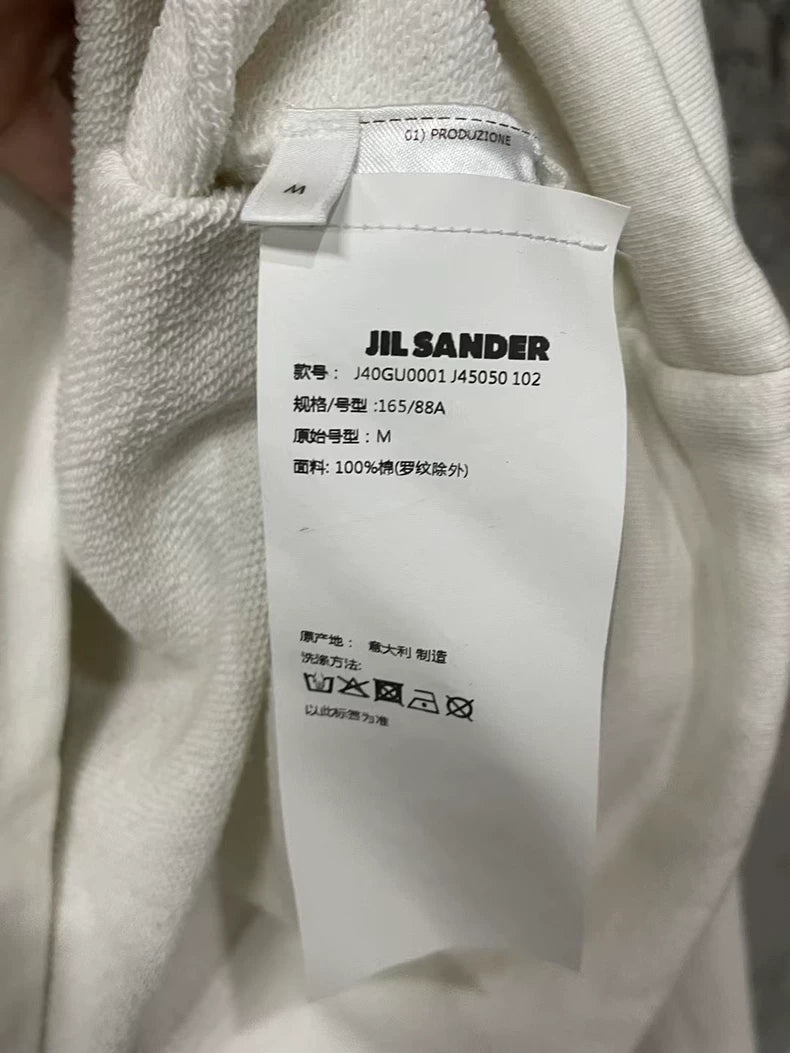 01) PRODUZIONE
M
JIL SANDER
款号： J40GU0001 J45050 102
规格/号型 :165/88A
原始号型 : M
面料: 100%棉(罗纹除外)
原产地： 意大利 制造
洗涤方法:
以此标签为准